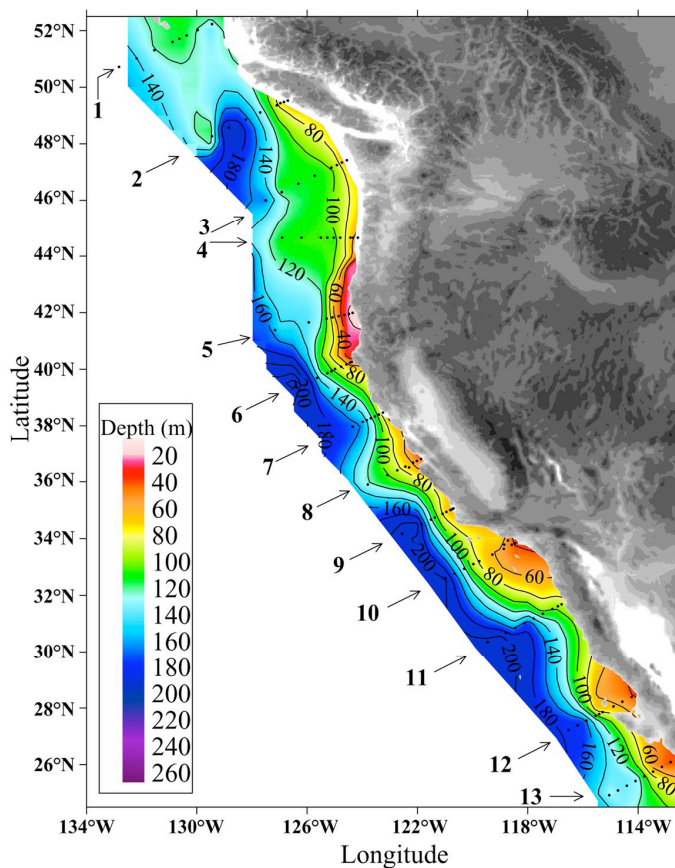 52°N
50°N
48°N
46°N
44°N
42°N
40°N
38°N
36°N
34°N
32°N
30°N
28°N
26°N
Latitude
134°W
130°W
126°W
122°W
118°W
114°W
Longitude
Depth (m)
20
40
60
80
100
120
140
160
180
200
220
240
260
1
2
3
4
5
6
7
8
9
10
11
12
13
140
80
180
140
100
120
160
60
40
80
200
140
180
100
80
160
200
100
80
60
140
200
100
180
160
120
60
80